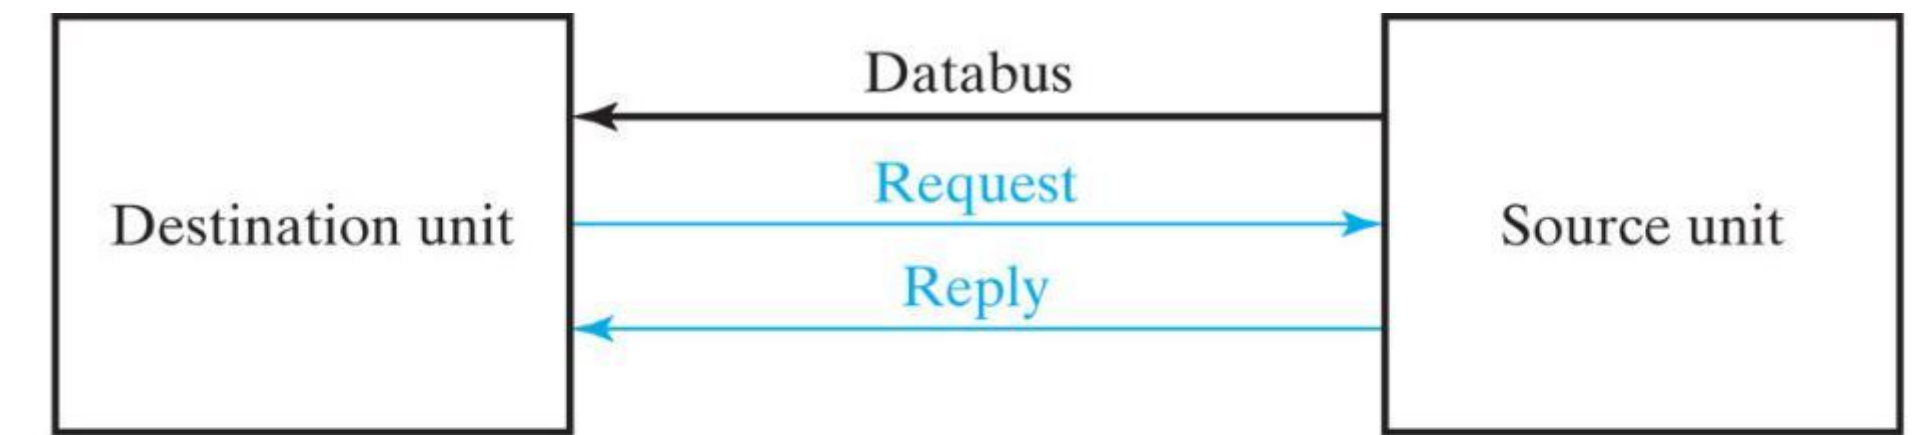 Databus
Request
Destination unit
Source unit
Reply